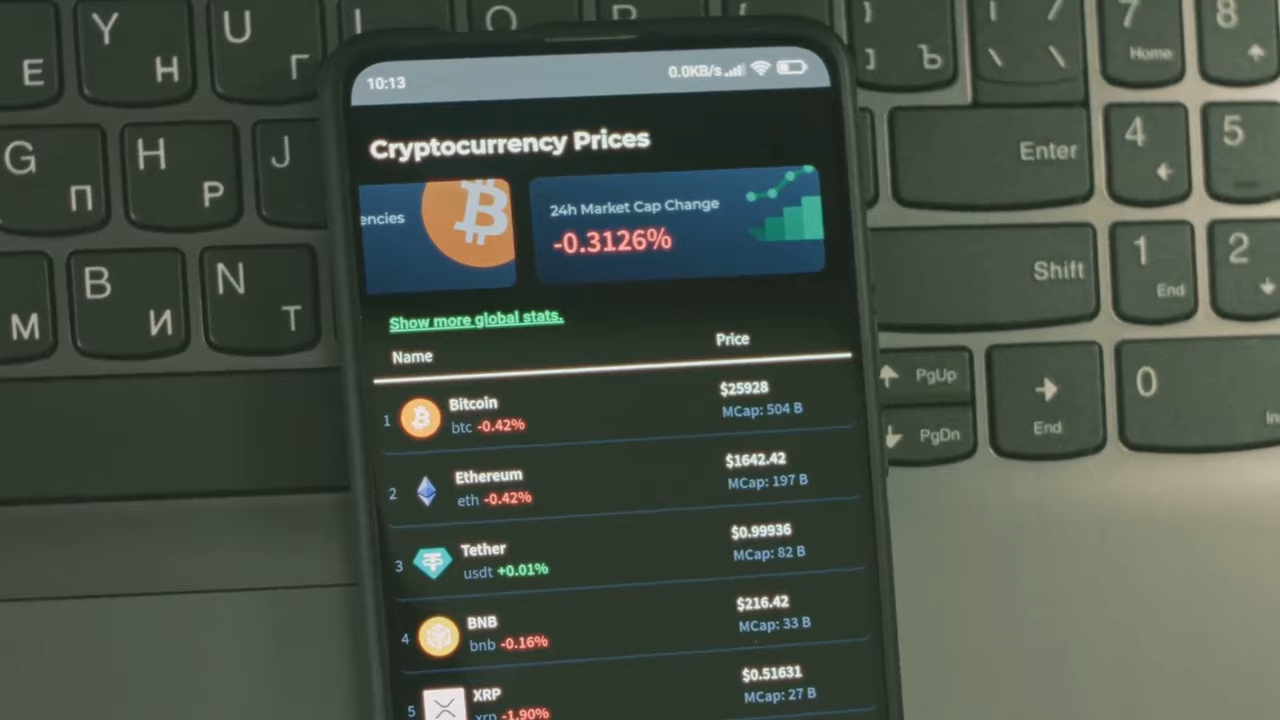 Y
U
I
O
P
[
]
7
8
Е
Н
Г
Ъ
\
Home
10:13
0.0KB/s
G
H
J
Enter
4
5
П
Р
Cryptocurrency Prices
encies
24h Market Cap Change
-0.3126%
B
N
Shift
1
2
М
И
Т
End
Show more global stats.
Name Price
1 Bitcoin $25928
btc -0.42% MCap: 504 B
2 Ethereum $1642.42
eth -0.42% MCap: 197 B
3 Tether $0.99936
usdt +0.01% MCap: 82 B
4 BNB $216.42
bnb -0.16% MCap: 33 B
5 XRP $0.51631
xrp -1.90% MCap: 27 B
PgUp
PgDn
End
0